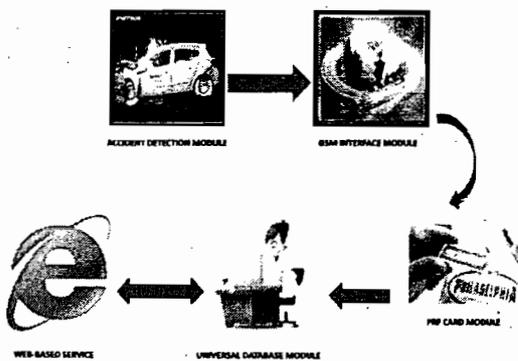 ACCIDENT DETECTION MODULE
GSM INTERFACE MODULE
PRF CARD MODULE
WEB-BASED SERVICE
UNIVERSAL DATABASE MODULE